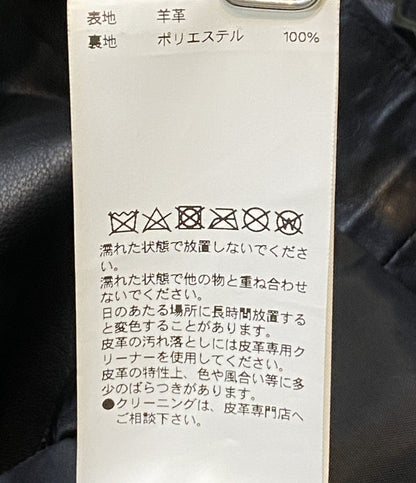 表地 羊革
裏地 ポリエステル 100%
濡れた状態で放置しないでくださ
い。
濡れた状態で他の物と重ね合わせ
ないでください。
日のあたる場所に長時間放置する
と変色することがあります。
皮革の汚れ落としには皮革専用ク
リーナーを使用してください。
皮革の特性上、色や風合い等に多
少のばらつきがあります。
●クリーニングは、皮革専門店へ
ご相談下さい。